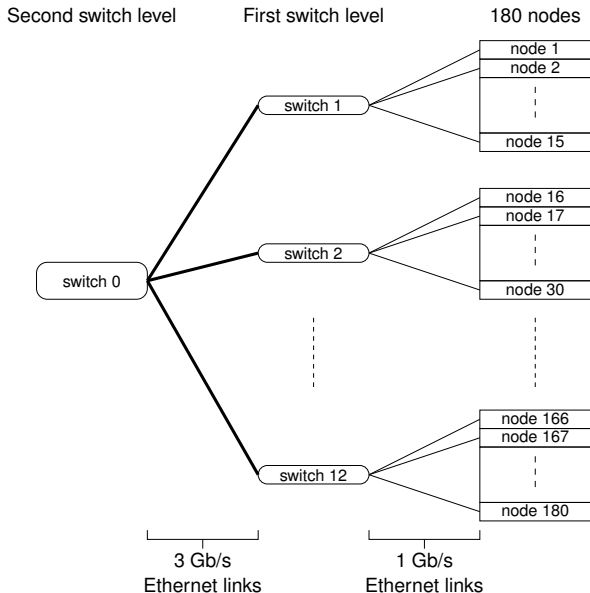 Second switch level
First switch level
180 nodes
node 1
node 2
switch 1
node 15
node 16
node 17
switch 2
switch 0
node 30
node 166
node 167
switch 12
node 180
3 Gb/s
Ethernet links
1 Gb/s
Ethernet links